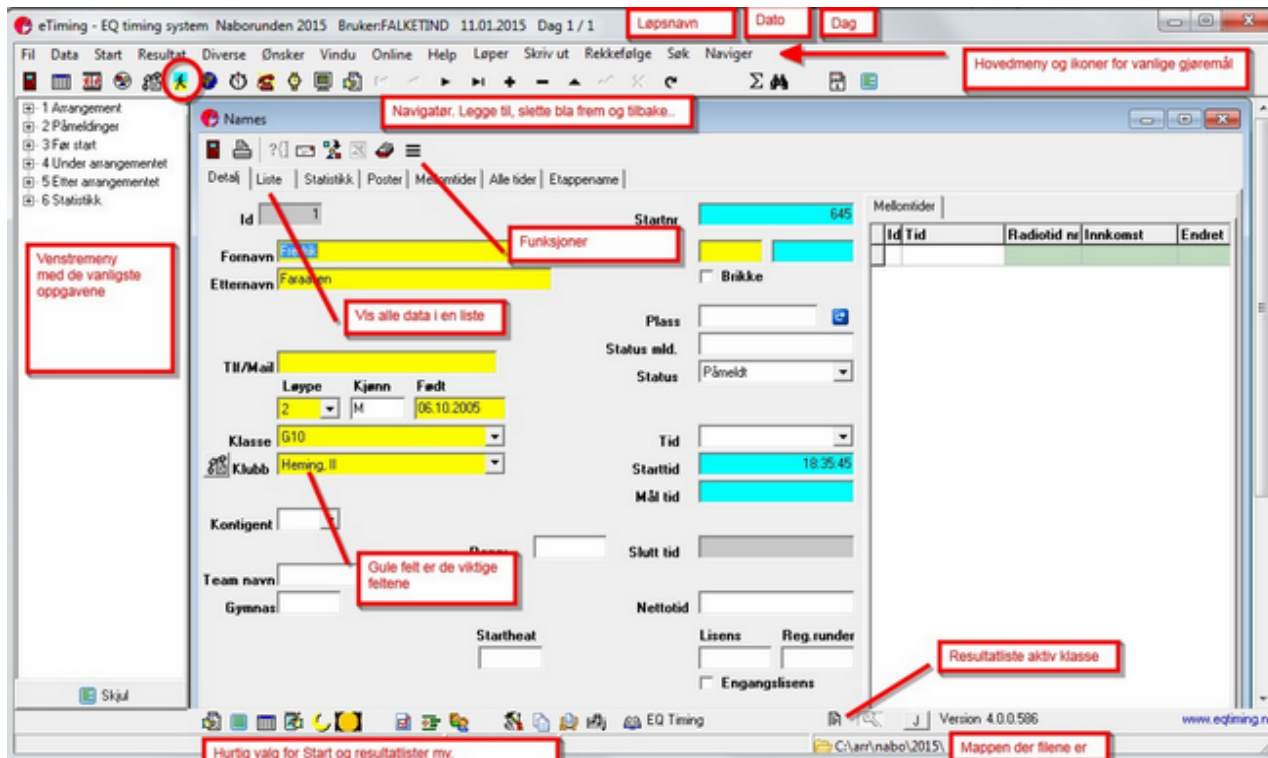 eTiming - EQ timing system Naborunden 2015 Bruker:FALKETIND 11.01.2015 Dag 1 / 1
Løpsnavn
Dato
Dag
Fil Data Start Resultat Diverse Ønsker Vindu Online Help Løper Skriv ut Rekkefølge Søk Naviger
Hovedmeny og ikoner for vanlige gjøremål
1 Arrangement
2 Påmeldinger
3 Før start
4 Under arrangementet
5 Etter arrangementet
6 Statistikk
Navigatør. Legge til, slette bla frem og tilbake..
Names
Detalj Liste Statistikk Poster Mellomtider Alle tider Etappename
Mellomtider
Id Tid Radiotid nr Innkomst Endret
Id 1
Startnr 645
Funksjoner
Fornavn
Etternavn
Brikke
Venstremeny
med de vanligste
oppgavene
Vis alle data i en liste
Plass
Status mld.
Tlf/Mail
Status Påmeldt
Løype Kjønn Født
2 M 06.10.2005
Klasse G10
Tid
Klubb Heming, Il
Starttid 18:35:45
Mål tid
Kontigent
Slutt tid
Gule felt er de viktige
feltene
Team navn
Gymnas
Nettotid
Startheat
Lisens Reg.runder
Resultatliste aktiv klasse
Engangslisens
Skjul
EQ Timing
J Version 4.0.0.586
www.eqtiming.n
Hurtig valg for Start og resultatlister mv.
C:\arr\nabo\2015\
Mappen der filene er